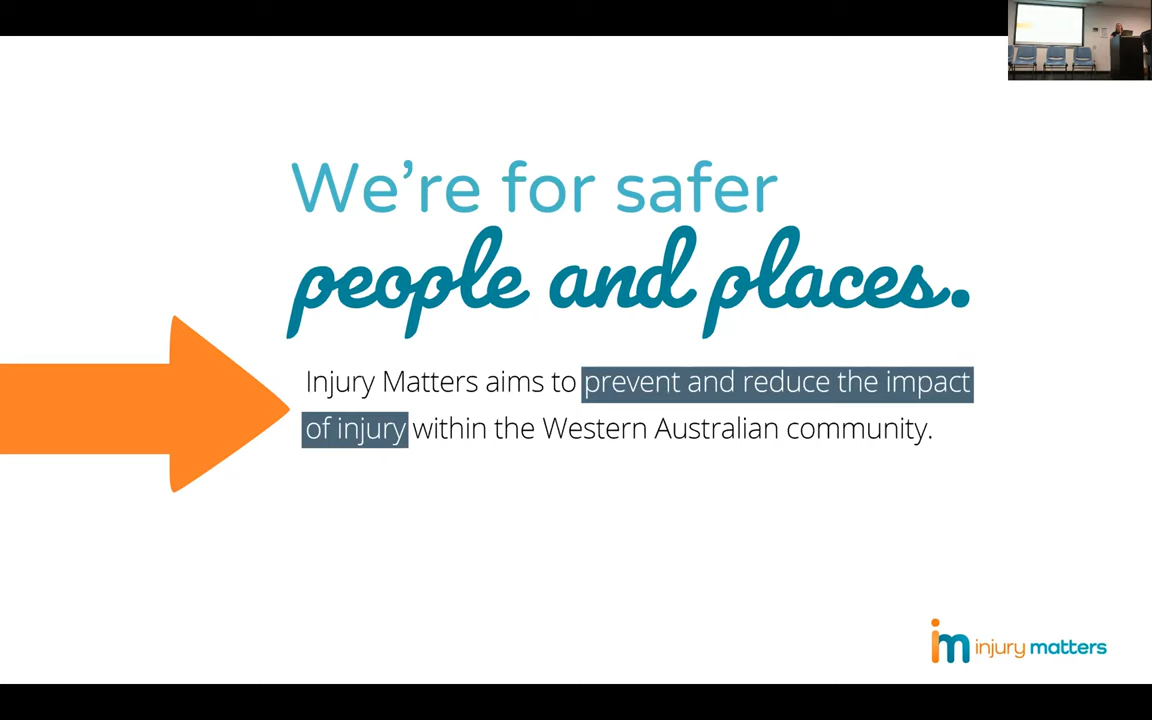 We're for safer
people and places.
Injury Matters aims to prevent and reduce the impact
of injury within the Western Australian community.
im injury matters